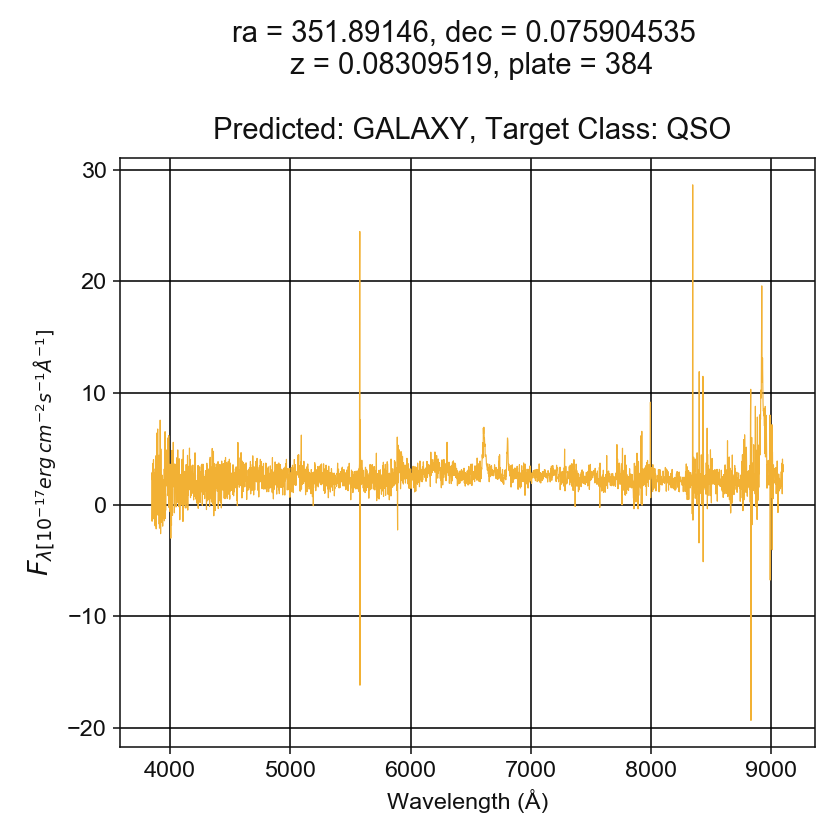 ra = 351.89146, dec = 0.075904535
z = 0.08309519, plate = 384
Predicted: GALAXY, Target Class: QSO
30
20
10
0
−10
−20
F_{λ[10^{−17} erg cm^{−2} s^{−1} Å^{−1}]}
4000 5000 6000 7000 8000 9000
Wavelength (Å)